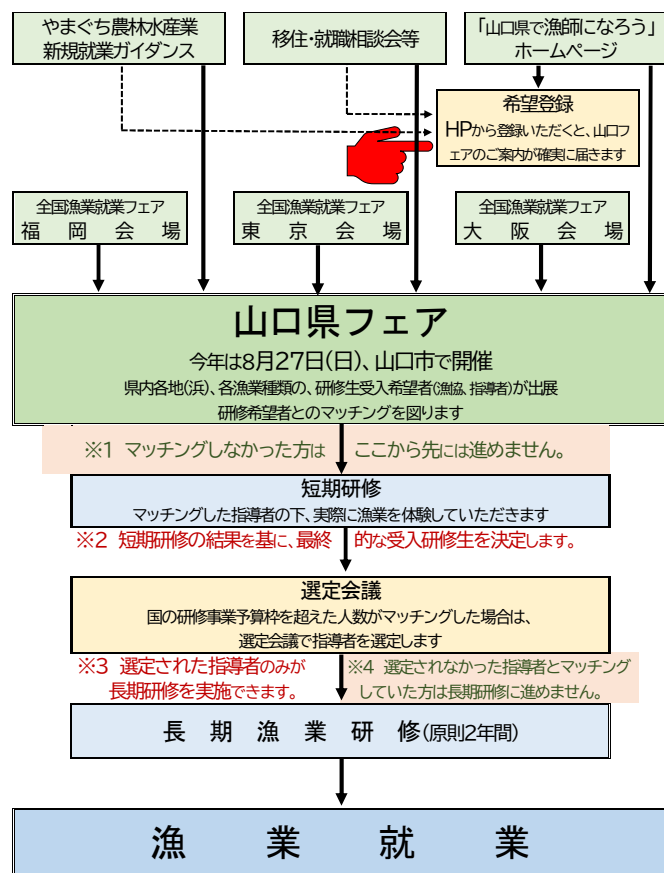 やまぐち農林水産業
新規就業ガイダンス
移住・就職相談会等
「山口県で漁師になろう」
ホームページ
希望登録
HPから登録いただくと、山口フ
ェアのご案内が確実に届きます
全国漁業就業フェア
福岡会場
全国漁業就業フェア
東京会場
全国漁業就業フェア
大阪会場
山口県フェア
今年は8月27日(日)、山口市で開催
県内各地(浜)、各漁業種類の、研修生受入希望者(漁協、指導者)が出展
研修希望者とのマッチングを図ります
※1 マッチングしなかった方は ここから先には進めません。
短期研修
マッチングした指導者の下、実際に漁業を体験していただきます
※2 短期研修の結果を基に、最終 的な受入研修生を決定します。
選定会議
国の研修事業予算枠を超えた人数がマッチングした場合は、
選定会議で指導者を選定します
※3 選定された指導者のみが
長期研修を実施できます。
※4 選定されなかった指導者とマッチング
していた方は長期研修に進めません。
長期漁業研修(原則2年間)
漁業就業